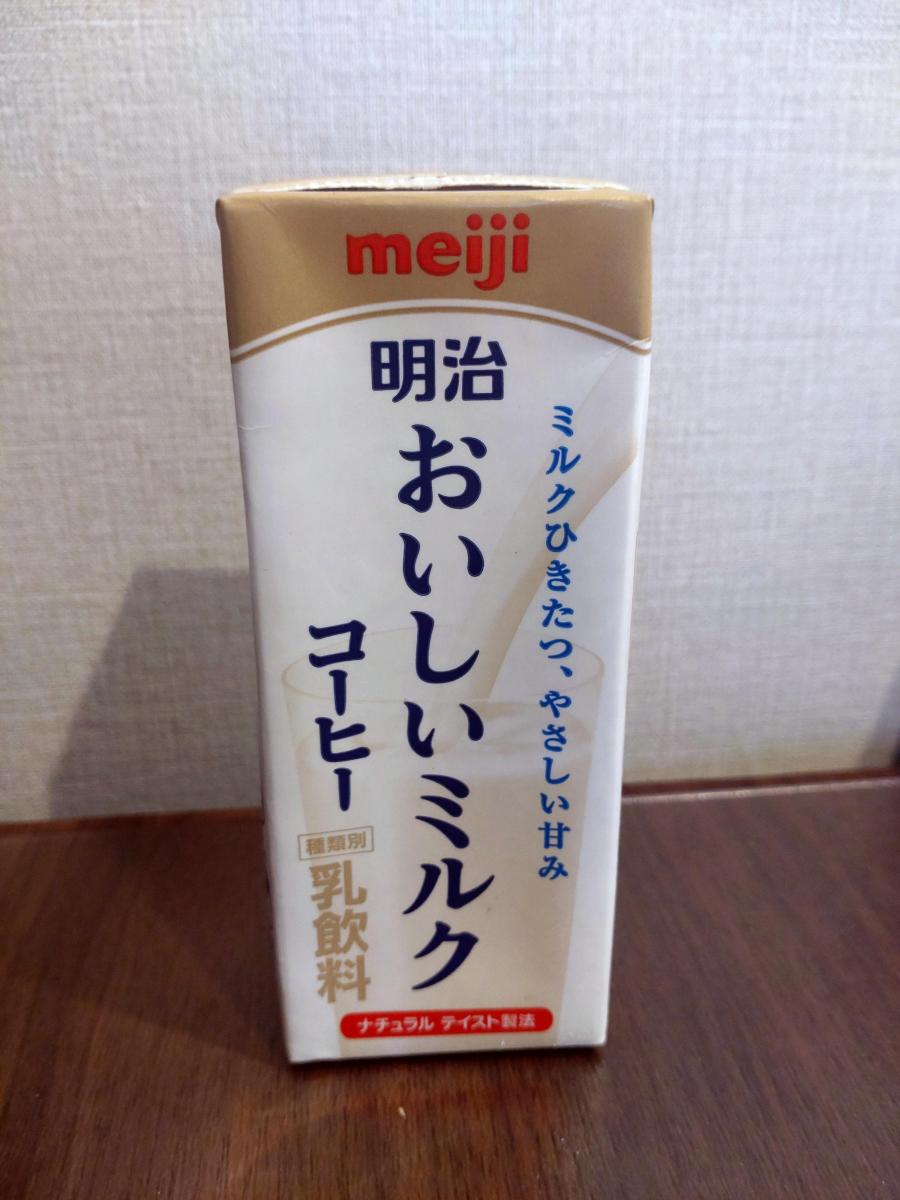 meiji
明治
おいしいミルク
コーヒー
ミルクひきたつ、やさしい甘み
種類別
乳飲料
ナチュラル テイスト製法